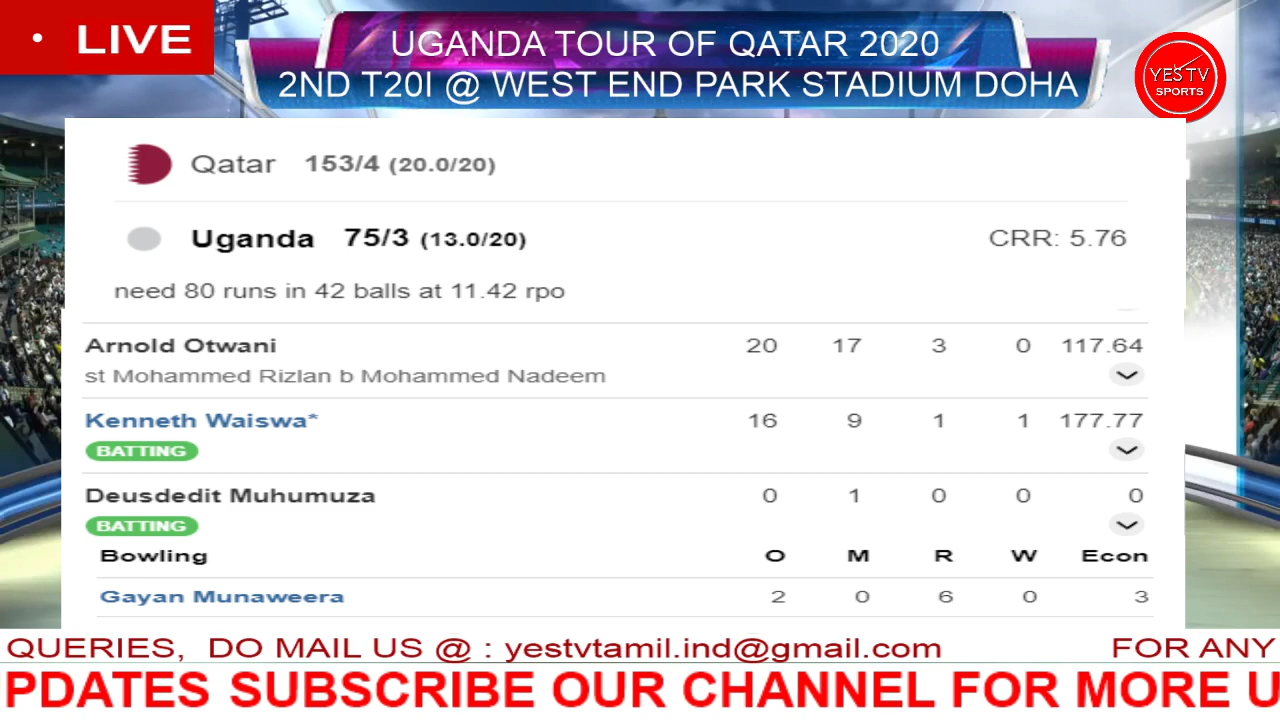 • LIVE
UGANDA TOUR OF QATAR 2020
2ND T20I @ WEST END PARK STADIUM DOHA
YES TV
SPORTS
Qatar 153/4 (20.0/20)
Uganda 75/3 (13.0/20) CRR: 5.76
need 80 runs in 42 balls at 11.42 rpo
Arnold Otwani 20 17 3 0 117.64
st Mohammed Rizlan b Mohammed Nadeem
Kenneth Waiswa* 16 9 1 1 177.77
BATTING
Deusdedit Muhumuza 0 1 0 0 0
BATTING
Bowling O M R W Econ
Gayan Munaweera 2 0 6 0 3
QUERIES, DO MAIL US @ : yestvtamil.ind@gmail.com FOR ANY
PDATES SUBSCRIBE OUR CHANNEL FOR MORE U